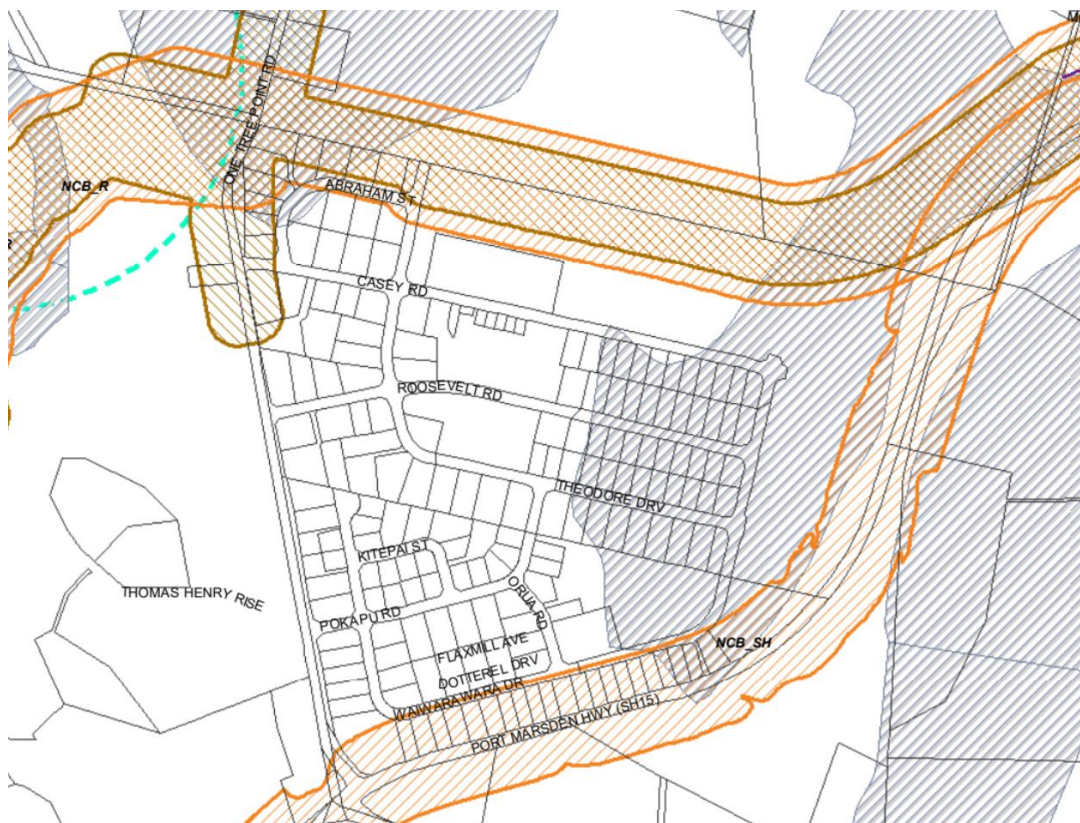 ONE TREE POINT RD
NCB_R
ABRAHAM ST
CASEY RD
ROOSEVELT RD
THEODORE DRV
KITEPAI ST
THOMAS HENRY RISE
ORUA RD
POKAPU RD
FLAXMILL AVE
NCB_SH
DOTTEREL DRV
WAIWARAWARA DR
PORT MARSDEN HWY (SH15)